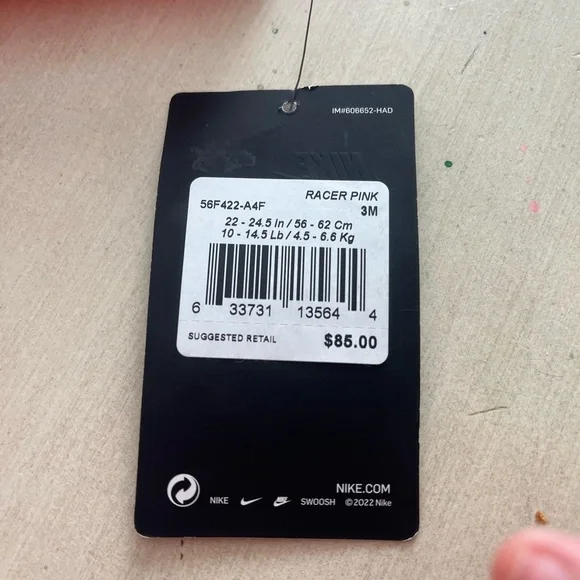 IM#606652-HAD
RACER PINK
56F422-A4F 3M
22 - 24.5 In / 56 - 62 Cm
10 - 14.5 Lb / 4.5 - 6.6 Kg
6 33731 13564 4
SUGGESTED RETAIL $85.00
NIKE.COM
NIKE SWOOSH ©2022 Nike